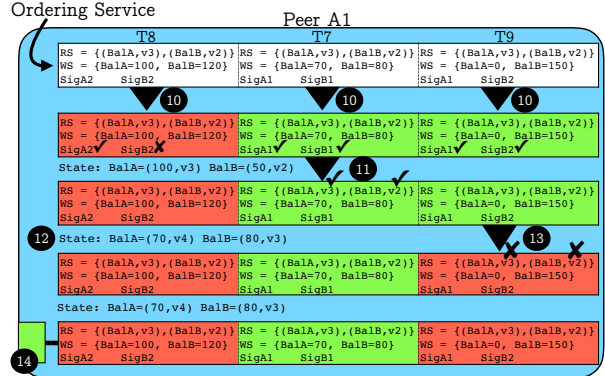 Ordering Service
Peer A1
T8 T7 T9
RS = {(BalA,v3),(BalB,v2)} RS = {(BalA,v3),(BalB,v2)} RS = {(BalA,v3),(BalB,v2)}
WS = {BalA=100, BalB=120} WS = {BalA=70, BalB=80} WS = {BalA=0, BalB=150}
SigA2 SigB2 SigA1 SigB1 SigA1 SigB2
10 10 10
RS = {(BalA,v3),(BalB,v2)} RS = {(BalA,v3),(BalB,v2)} RS = {(BalA,v3),(BalB,v2)}
WS = {BalA=100, BalB=120} WS = {BalA=70, BalB=80} WS = {BalA=0, BalB=150}
SigA2✓ SigB2✘ SigA1✓ SigB1✓ SigA1✓ SigB2✓
State: BalA=(100,v3) BalB=(50,v2) 11
✓ ✓
RS = {(BalA,v3),(BalB,v2)} RS = {(BalA,v3),(BalB,v2)} RS = {(BalA,v3),(BalB,v2)}
WS = {BalA=100, BalB=120} WS = {BalA=70, BalB=80} WS = {BalA=0, BalB=150}
SigA2 SigB2 SigA1 SigB1 SigA1 SigB2
12 State: BalA=(70,v4) BalB=(80,v3) 13
✘ ✘
RS = {(BalA,v3),(BalB,v2)} RS = {(BalA,v3),(BalB,v2)} RS = {(BalA,v3),(BalB,v2)}
WS = {BalA=100, BalB=120} WS = {BalA=70, BalB=80} WS = {BalA=0, BalB=150}
SigA2 SigB2 SigA1 SigB1 SigA1 SigB2
State: BalA=(70,v4) BalB=(80,v3)
RS = {(BalA,v3),(BalB,v2)} RS = {(BalA,v3),(BalB,v2)} RS = {(BalA,v3),(BalB,v2)}
WS = {BalA=100, BalB=120} WS = {BalA=70, BalB=80} WS = {BalA=0, BalB=150}
14 SigA2 SigB2 SigA1 SigB1 SigA1 SigB2